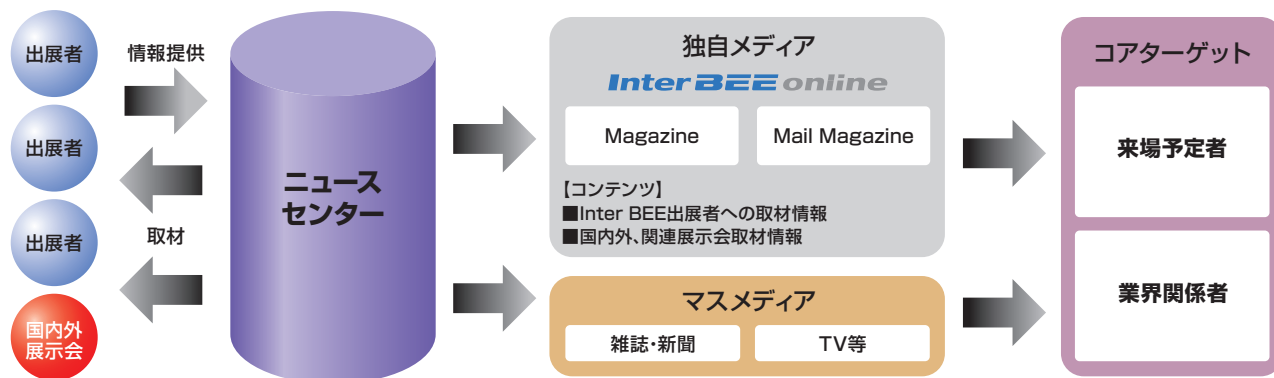 出展者
出展者
出展者
国内外
展示会
情報提供
取材
ニュース
センター
独自メディア
Inter BEE online
Magazine
Mail Magazine
【コンテンツ】
■Inter BEE出展者への取材情報
■国内外、関連展示会取材情報
マスメディア
雑誌・新聞
TV等
コアターゲット
来場予定者
業界関係者